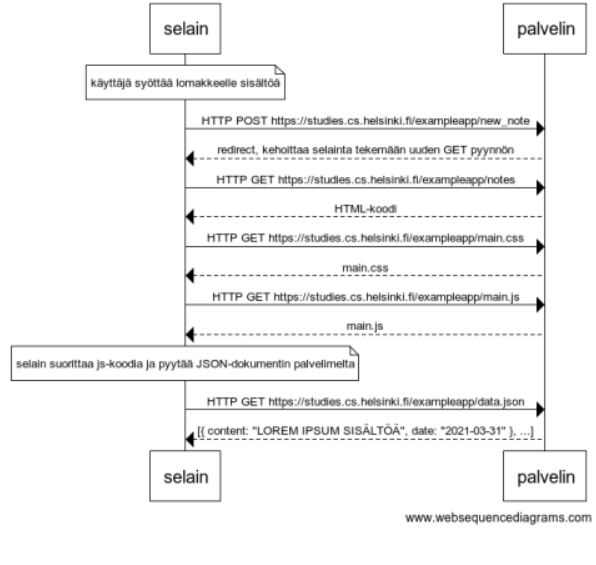 selain
palvelin
käyttäjä syöttää lomakkeelle sisältöä
HTTP POST https://studies.cs.helsinki.fi/exampleapp/new_note
redirect, kehoittaa selainta tekemään uuden GET pyynnön
HTTP GET https://studies.cs.helsinki.fi/exampleapp/notes
HTML-koodi
HTTP GET https://studies.cs.helsinki.fi/exampleapp/main.css
main.css
HTTP GET https://studies.cs.helsinki.fi/exampleapp/main.js
main.js
selain suorittaa js-koodia ja pyytää JSON-dokumentin palvelimelta
HTTP GET https://studies.cs.helsinki.fi/exampleapp/data.json
[{ content: "LOREM IPSUM SISÄLTÖÄ", date: "2021-03-31" }, ...]
selain
palvelin
www.websequencediagrams.com